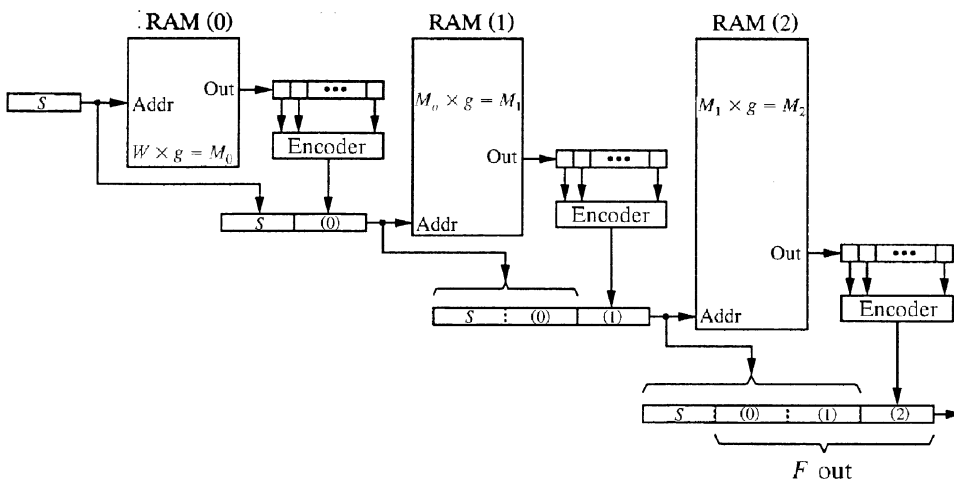 RAM (0)
RAM (1)
RAM (2)
S
Addr
Out
•••
W × g = M₀
Encoder
S (0)
Mₒ × g = M₁
Out
•••
Addr
Encoder
S (0) (1)
M₁ × g = M₂
Out
•••
Addr
Encoder
S (0) (1) (2)
F out